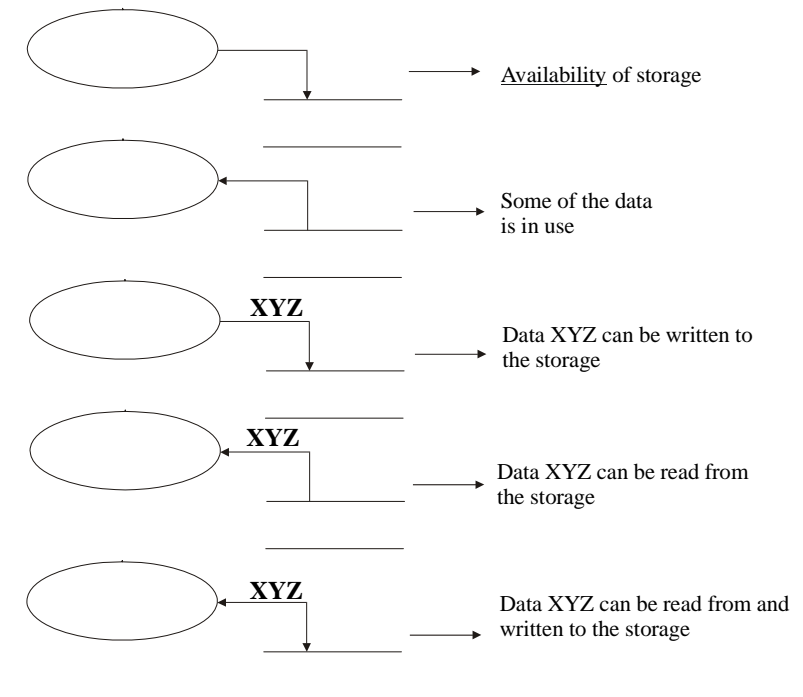 Availability of storage
Some of the data
is in use
XYZ
Data XYZ can be written to
the storage
XYZ
Data XYZ can be read from
the storage
XYZ
Data XYZ can be read from and
written to the storage